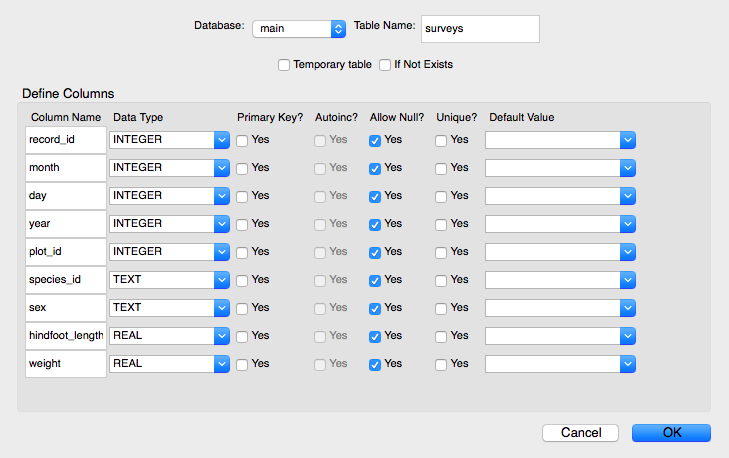 Database: main Table Name: surveys
Temporary table If Not Exists
Define Columns
Column Name Data Type Primary Key? Autoinc? Allow Null? Unique? Default Value
record_id INTEGER Yes Yes Yes Yes
month INTEGER Yes Yes Yes Yes
day INTEGER Yes Yes Yes Yes
year INTEGER Yes Yes Yes Yes
plot_id INTEGER Yes Yes Yes Yes
species_id TEXT Yes Yes Yes Yes
sex TEXT Yes Yes Yes Yes
hindfoot_length REAL Yes Yes Yes Yes
weight REAL Yes Yes Yes Yes
Cancel OK